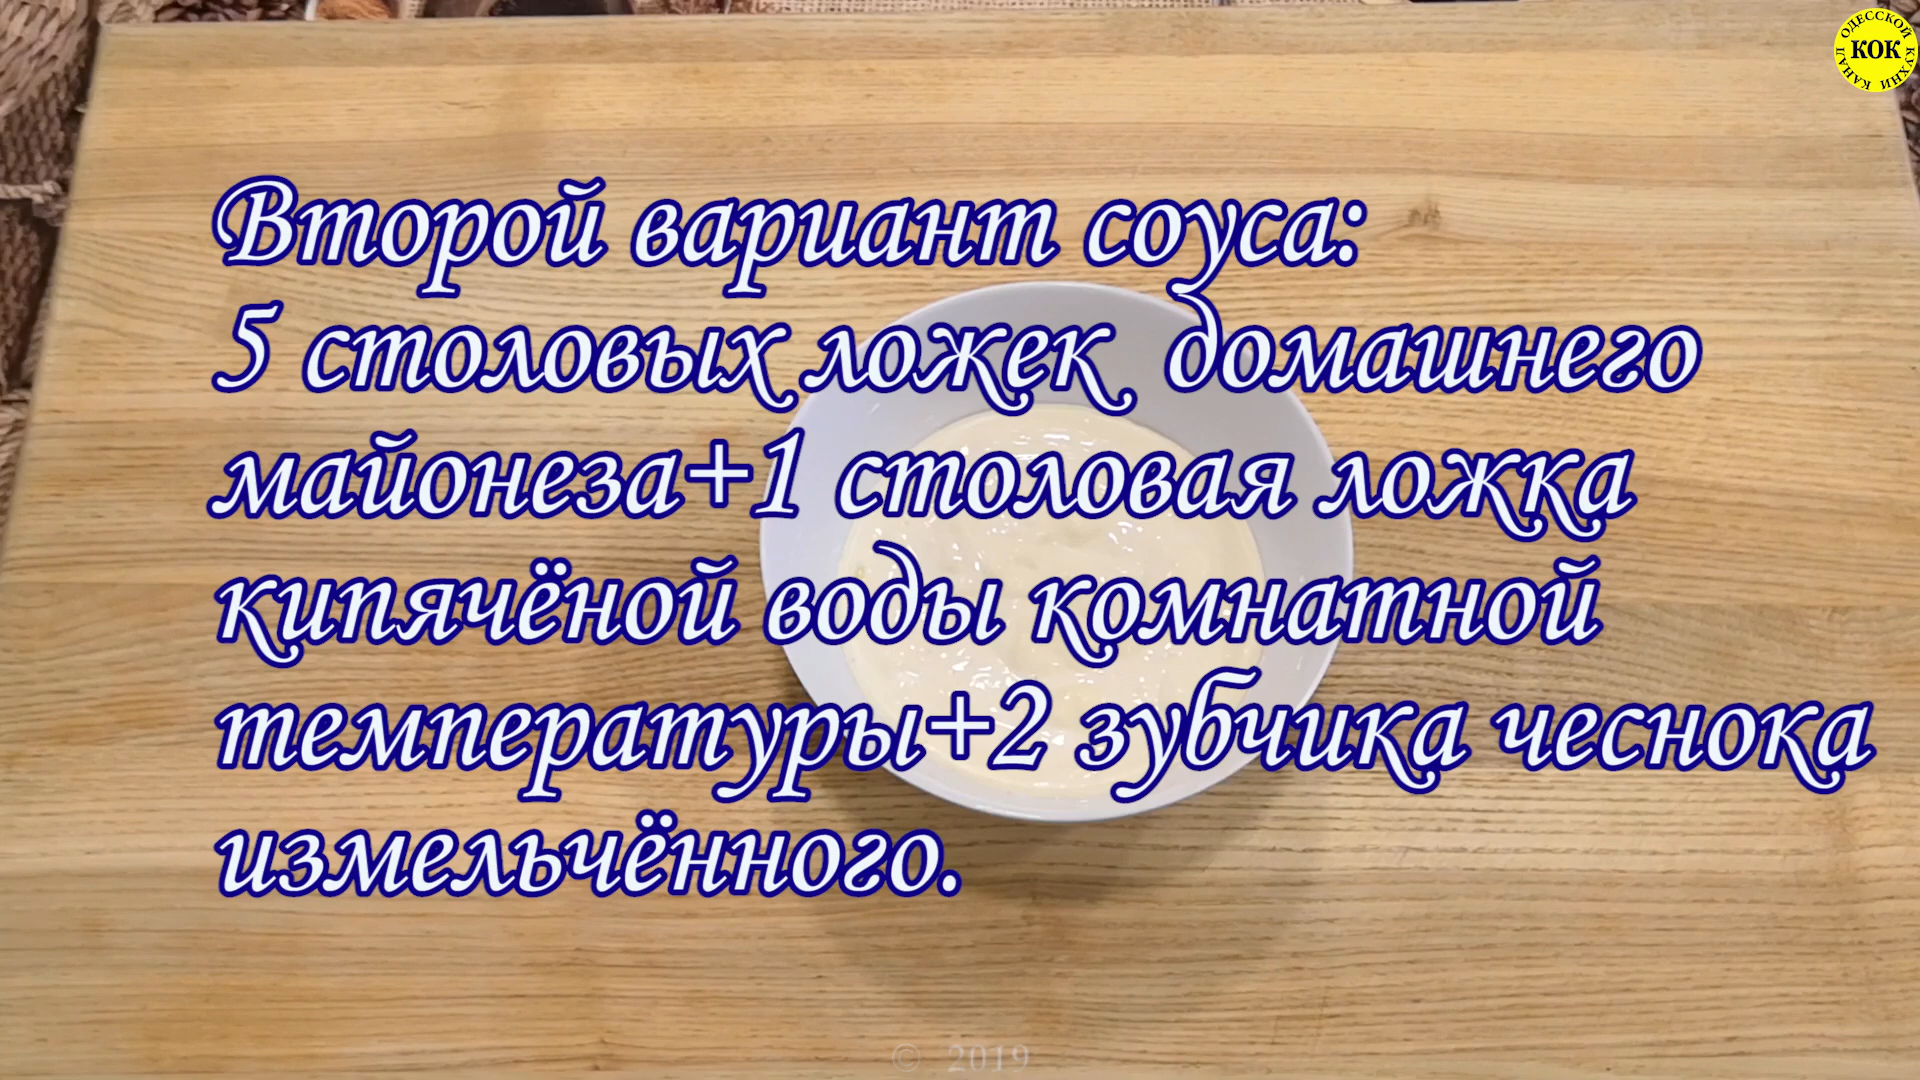 КАНАЛ ОДЕССКОЙ КУХНИ
КОК
Второй вариант соуса:
5 столовых ложек домашнего
майонеза+1 столовая ложка
кипячёной воды комнатной
температуры+2 зубчика чеснока
измельчённого.
© 2019